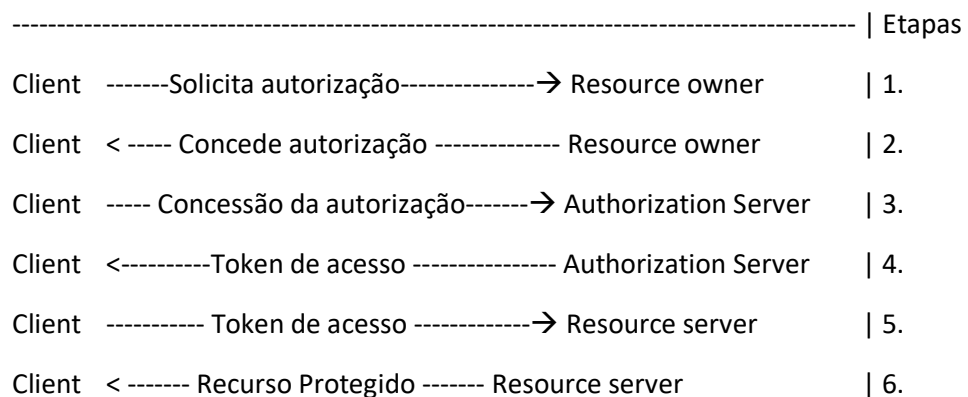 -------------------------------------------------------------------------------------------- | Etapas
Client -------Solicita autorização---------------→ Resource owner | 1.
Client < ----- Concede autorização -------------- Resource owner | 2.
Client ----- Concessão da autorização-------→ Authorization Server | 3.
Client <----------Token de acesso ---------------- Authorization Server | 4.
Client ----------- Token de acesso -------------→ Resource server | 5.
Client < ------- Recurso Protegido ------- Resource server | 6.